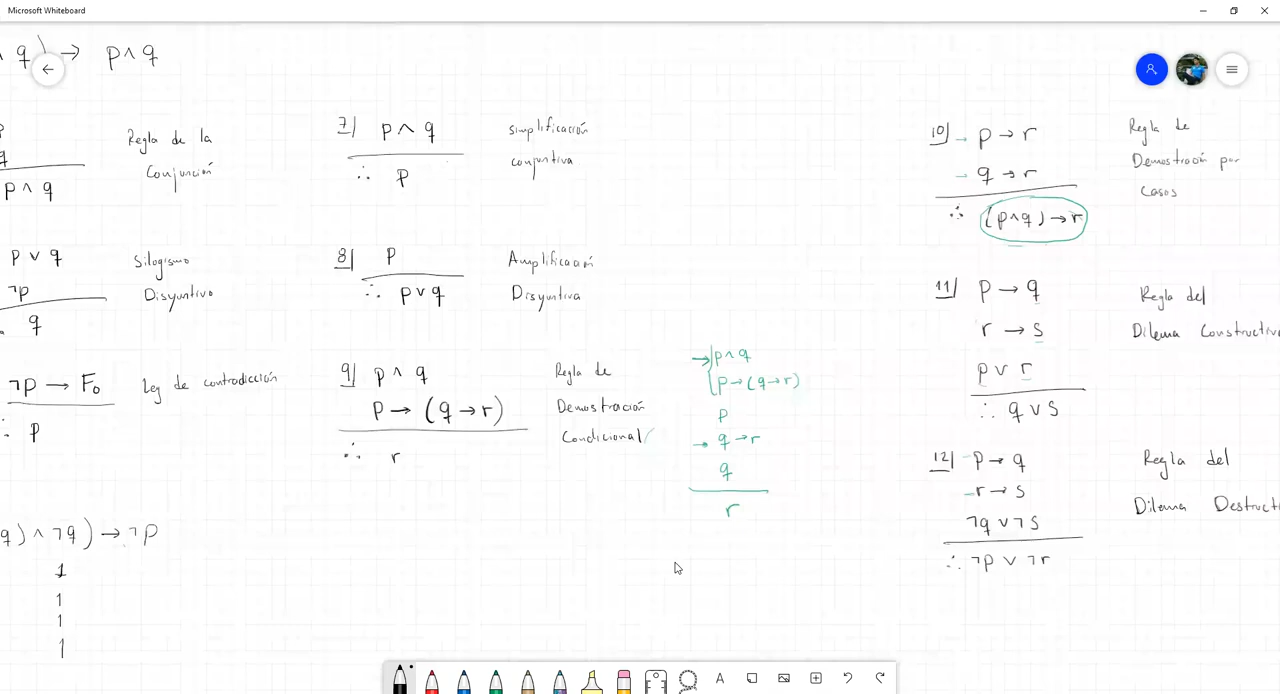 Microsoft Whiteboard
q) → p ∧ q
q
p ∧ q
Regla de la
Conjunción
p ∨ q
¬p
q
Silogismo
Disyuntivo
¬p → F₀
∴ p
Ley de contradicción
q) ∧ ¬q) → ¬p
1
1
1
1
7) p ∧ q
∴ p
Simplificación
conjuntiva
8) p
∴ p ∨ q
Amplificación
Disyuntiva
9) p ∧ q
p → (q → r)
∴ r
Regla de
Demostración
Condicional
→ p ∧ q
p → (q → r)
p
→ q → r
q
r
10) - p → r
- q → r
∴ (p ∧ q) → r
Regla de
Demostración por
Casos
11) p → q
r → s
p ∨ r
∴ q ∨ s
Regla del
Dilema Constructiv
12) - p → q
- r → s
¬q ∨ ¬s
∴ ¬p ∨ ¬r
Regla del
Dilema Destructi